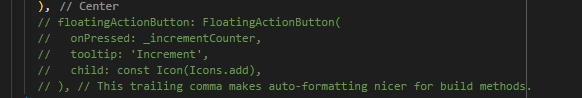 ), // Center
// floatingActionButton: FloatingActionButton(
//   onPressed: _incrementCounter,
//   tooltip: 'Increment',
//   child: const Icon(Icons.add),
// ), // This trailing comma makes auto-formatting nicer for build methods.